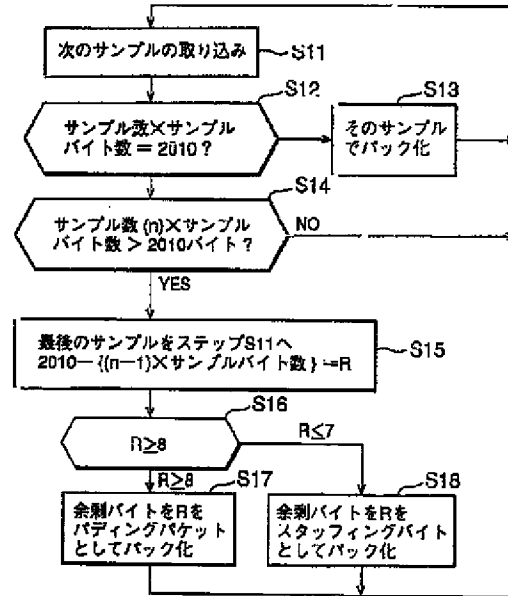 次のサンプルの取り込み
S11
S12
サンプル数×サンプル
バイト数 = 2010?
S13
そのサンプル
でパック化
S14
サンプル数{n}×サンプル
バイト数 > 2010バイト?
NO
YES
最後のサンプルをステップS11へ
2010-{(n-1)×サンプルバイト数}=R
S15
S16
R≥8
R≤7
R≥8
S17
余剰バイトをRを
パディングパケット
としてパック化
S18
余剰バイトをRを
スタッフィングバイト
としてパック化